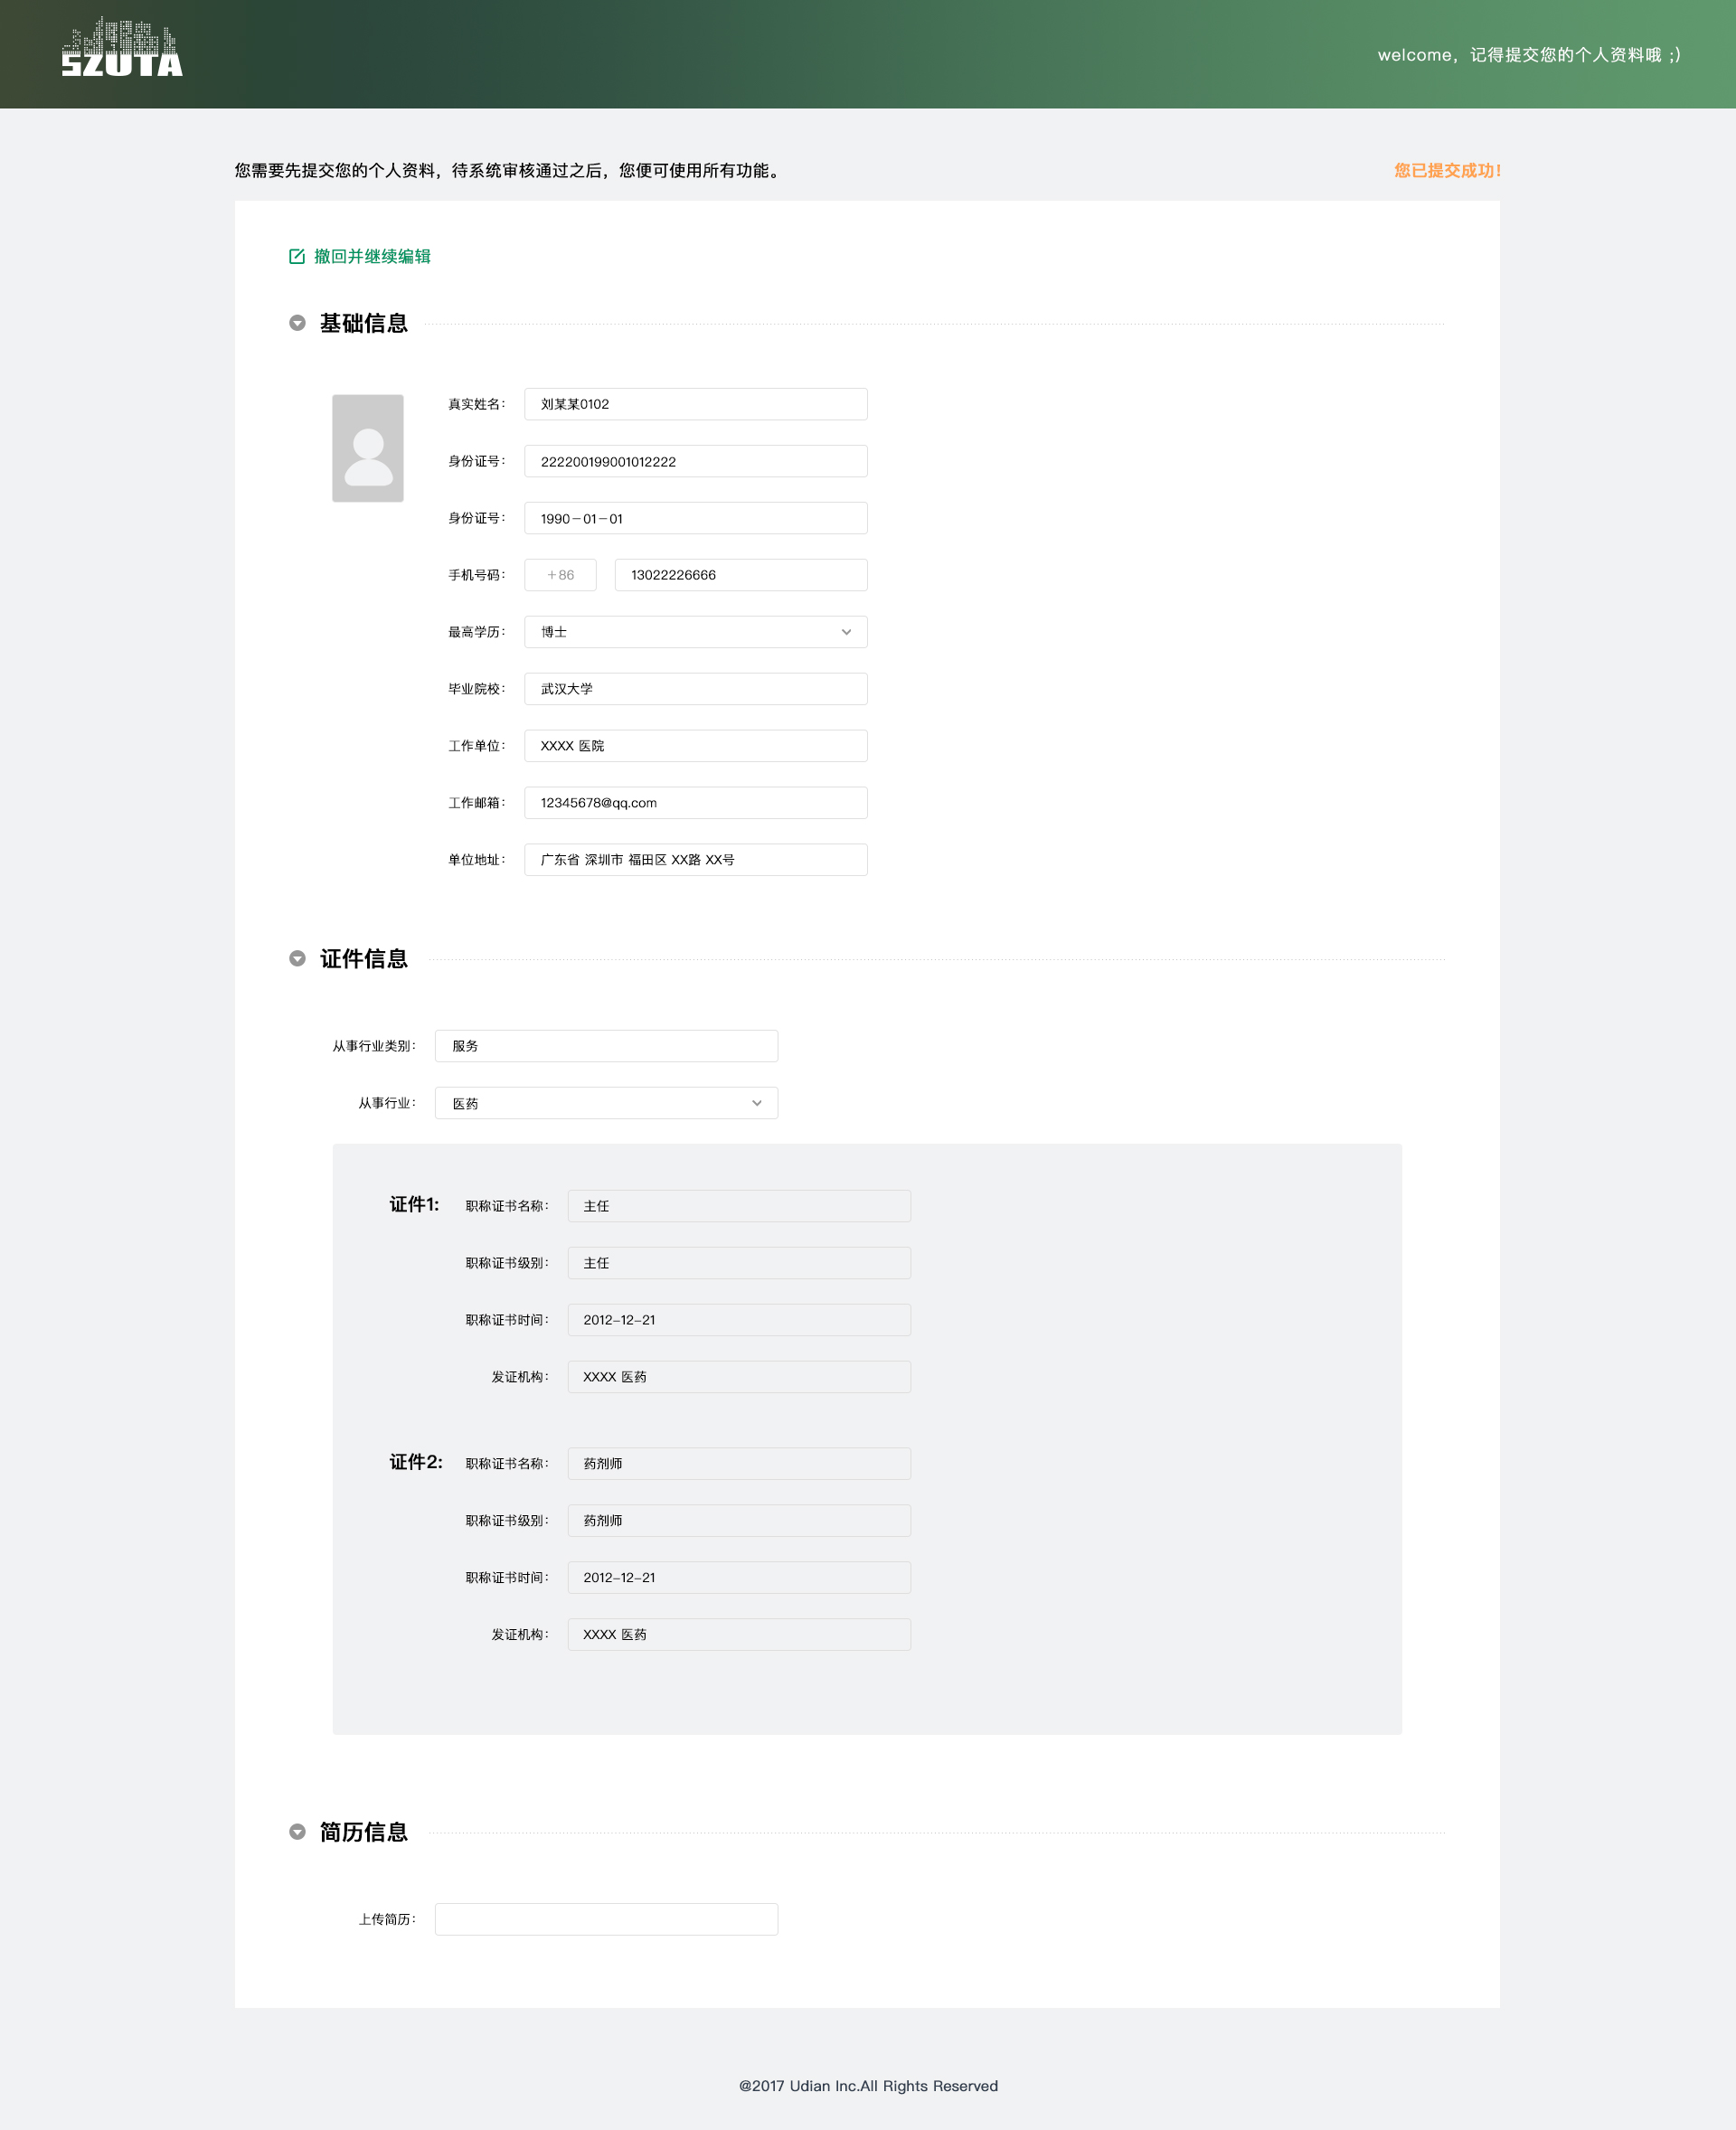 SZUTA
welcome，记得提交您的个人资料哦 ;)
您需要先提交您的个人资料，待系统审核通过之后，您便可使用所有功能。
您已提交成功！
撤回并继续编辑
基础信息
真实姓名： 刘某某0102
身份证号： 222200199001012222
身份证号： 1990－01－01
手机号码： ＋86 13022226666
最高学历： 博士
毕业院校： 武汉大学
工作单位： XXXX 医院
工作邮箱： 12345678@qq.com
单位地址： 广东省 深圳市 福田区 XX路 XX号
证件信息
从事行业类别： 服务
从事行业： 医药
证件1: 职称证书名称： 主任
职称证书级别： 主任
职称证书时间： 2012–12–21
发证机构： XXXX 医药
证件2: 职称证书名称： 药剂师
职称证书级别： 药剂师
职称证书时间： 2012–12–21
发证机构： XXXX 医药
简历信息
上传简历：
@2017 Udian Inc.All Rights Reserved